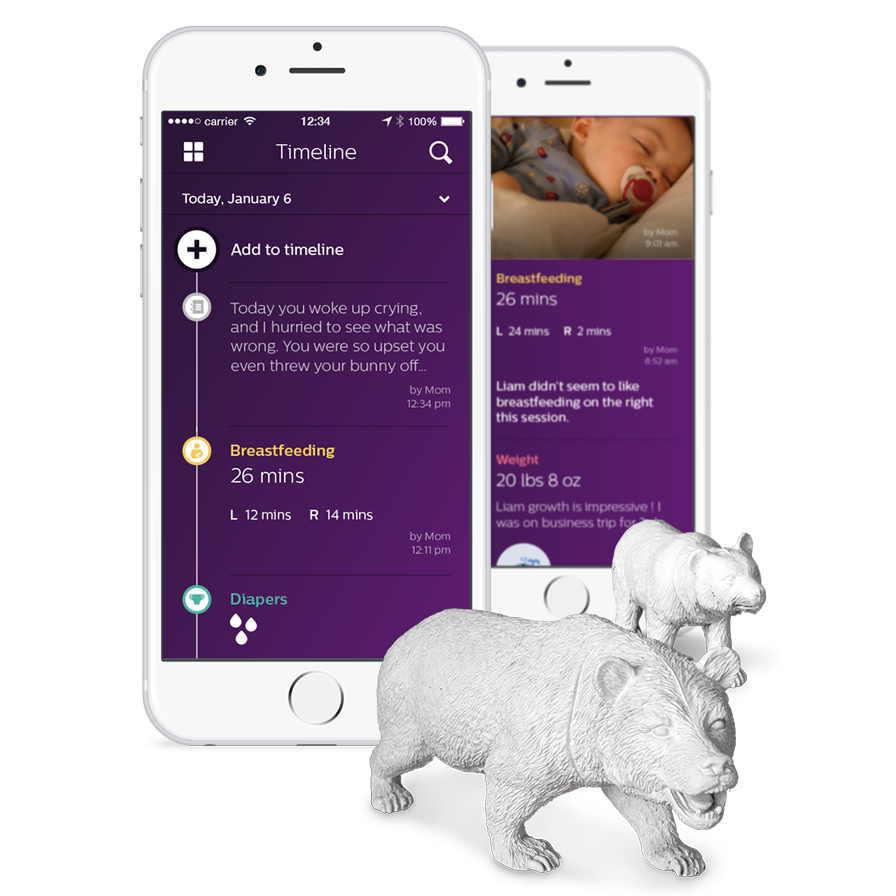 carrier 12:34 100%
Timeline
Today, January 6
Add to timeline
Today you woke up crying,
and I hurried to see what was
wrong. You were so upset you
even threw your bunny off...
by Mom
12:34 pm
Breastfeeding
26 mins
L 12 mins R 14 mins
by Mom
12:11 pm
Diapers
by Mom
9:01 am
Breastfeeding
26 mins
L 24 mins R 2 mins
by Mom
8:52 am
Liam didn't seem to like
breastfeeding on the right
this session.
Weight
20 lbs 8 oz
Liam growth is impressive ! I
was on business trip for